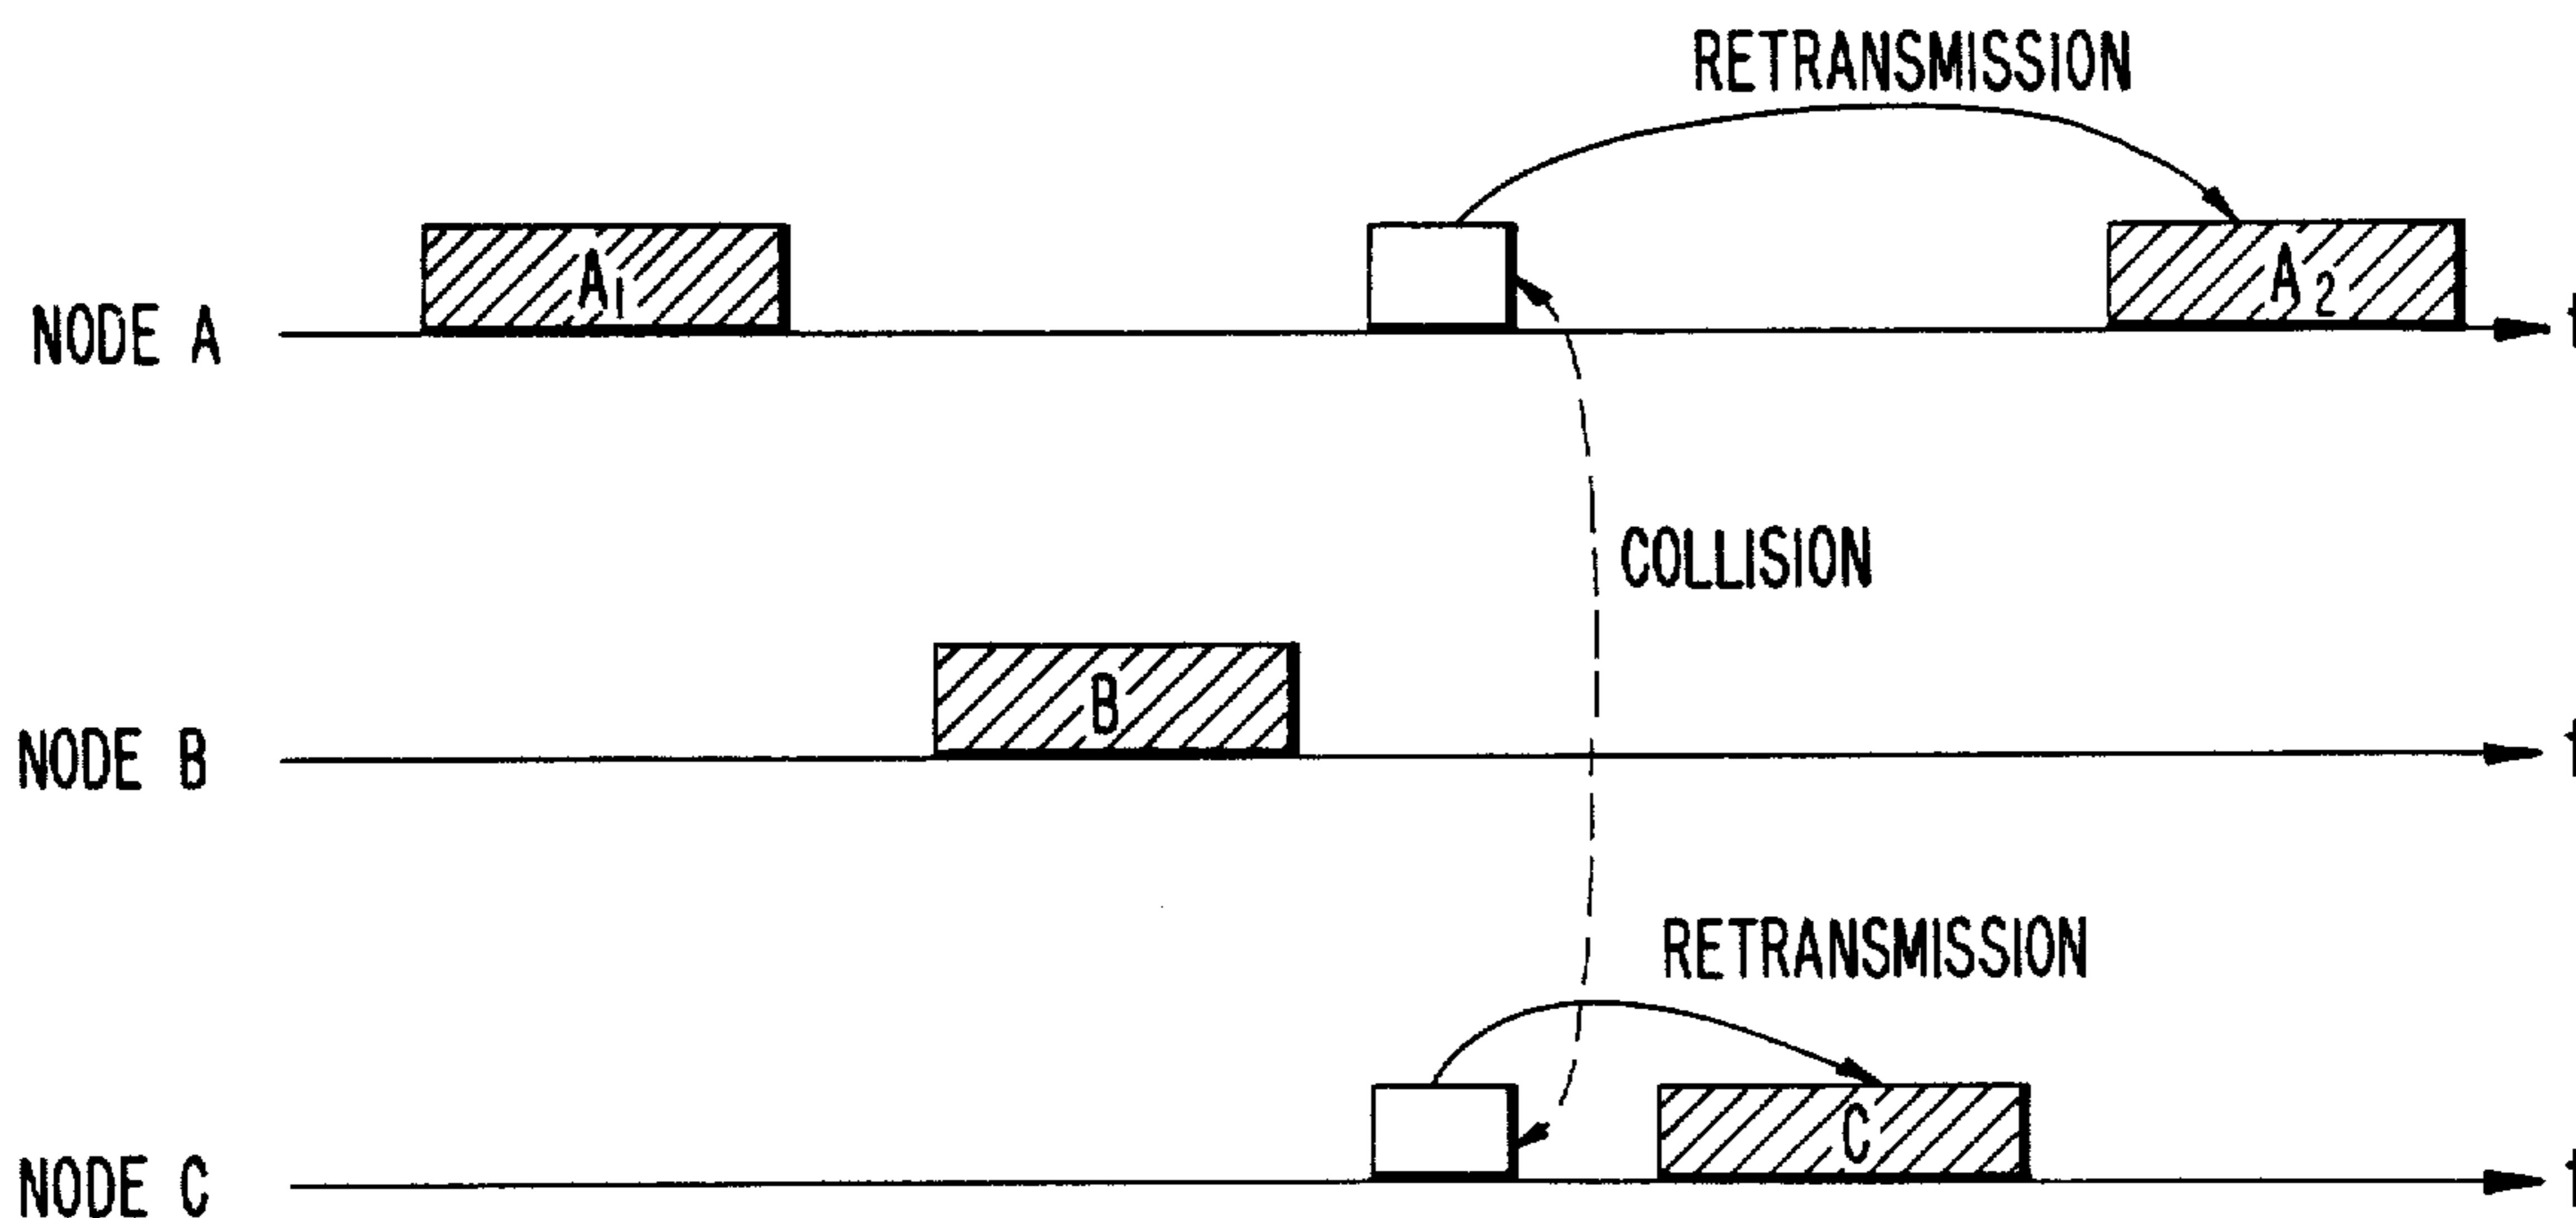 RETRANSMISSION
A1
A2
NODE A
COLLISION
B
NODE B
RETRANSMISSION
C
NODE C